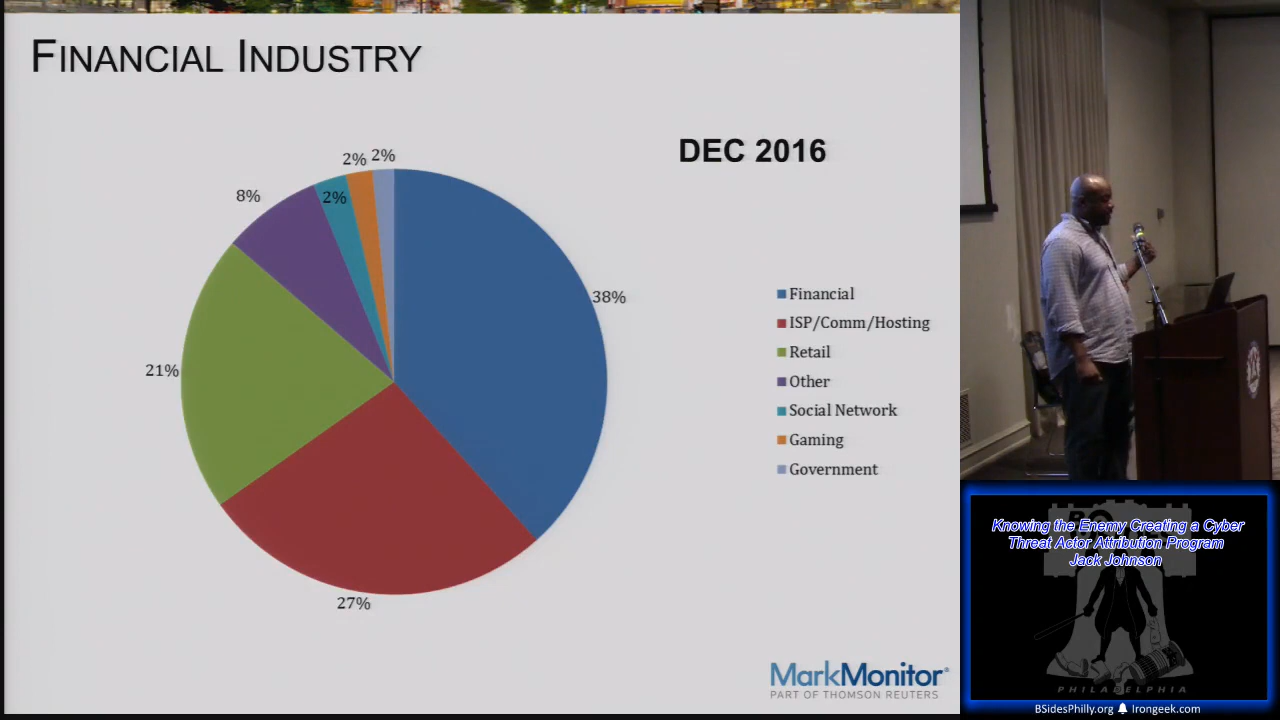 FINANCIAL INDUSTRY
DEC 2016
2% 2%
8%
2%
38%
21%
27%
Financial
ISP/Comm/Hosting
Retail
Other
Social Network
Gaming
Government
MarkMonitor®
PART OF THOMSON REUTERS
Knowing the Enemy Creating a Cyber
Threat Actor Attribution Program
Jack Johnson
PHILADELPHIA
BSidesPhilly.org Irongeek.com